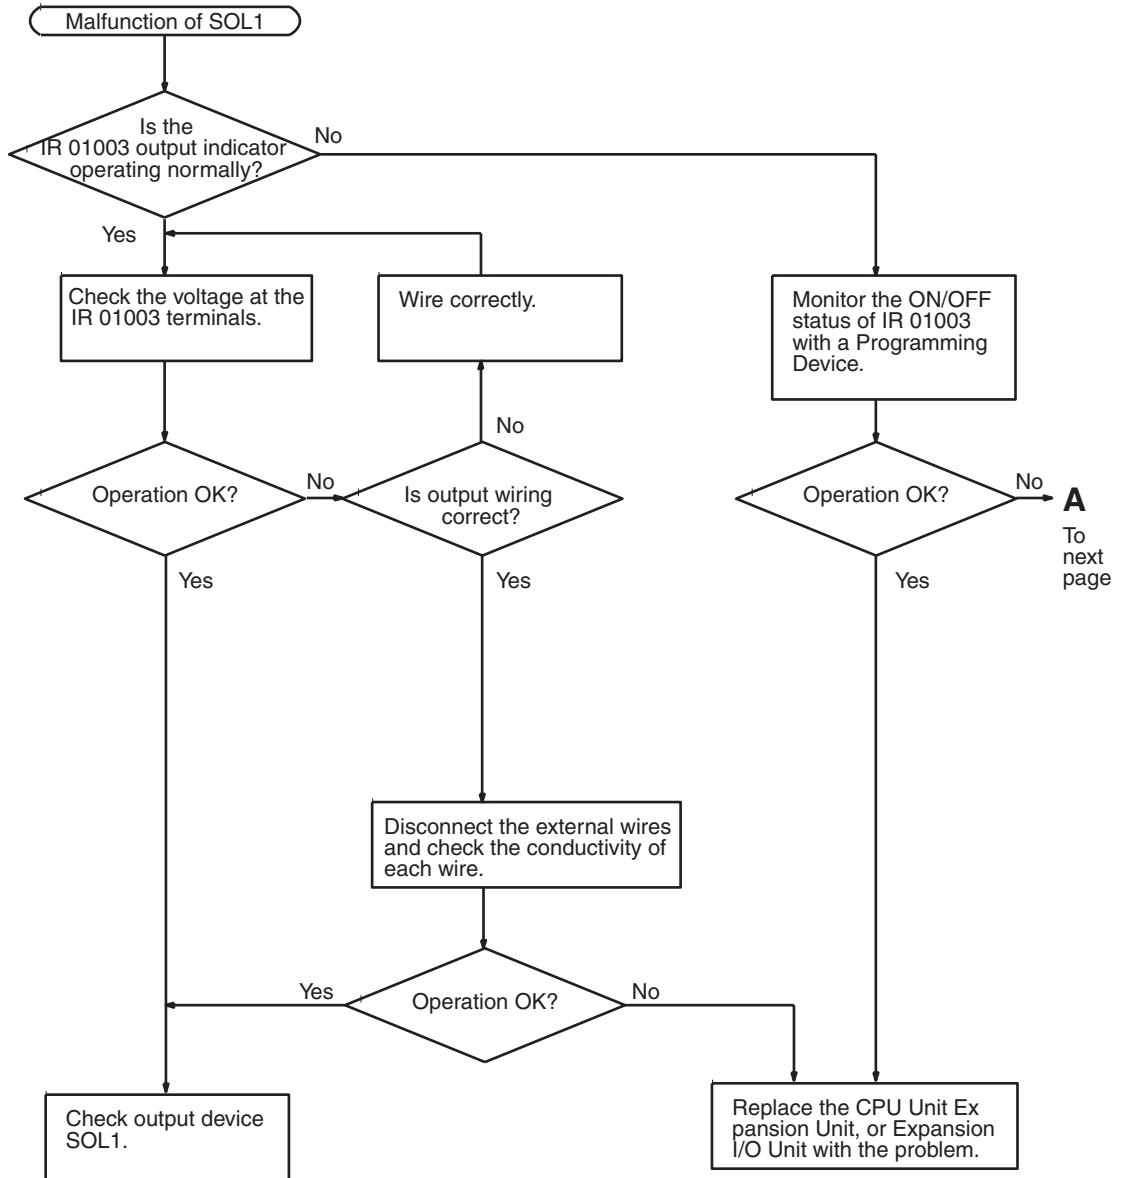 Malfunction of SOL1
Is the
IR 01003 output indicator
operating normally?
No
Yes
Check the voltage at the
IR 01003 terminals.
Wire correctly.
Monitor the ON/OFF
status of IR 01003
with a Programming
Device.
No
Operation OK?
No
Is output wiring
correct?
Operation OK?
No
A
To
next
page
Yes
Yes
Yes
Disconnect the external wires
and check the conductivity of
each wire.
Yes
Operation OK?
No
Check output device
SOL1.
Replace the CPU Unit Ex
pansion Unit, or Expansion
I/O Unit with the problem.